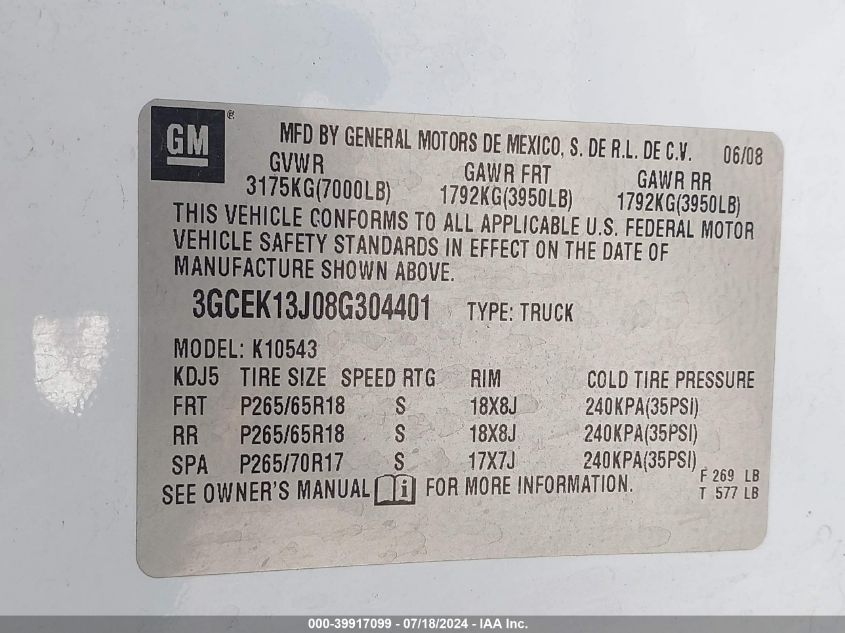 GM ® MFD BY GENERAL MOTORS DE MEXICO, S. DE R.L. DE C.V. 06/08
GVWR GAWR FRT GAWR RR
3175KG(7000LB) 1792KG(3950LB) 1792KG(3950LB)
THIS VEHICLE CONFORMS TO ALL APPLICABLE U.S. FEDERAL MOTOR
VEHICLE SAFETY STANDARDS IN EFFECT ON THE DATE OF
MANUFACTURE SHOWN ABOVE.
3GCEK13J08G304401 TYPE: TRUCK
MODEL: K10543
KDJ5 TIRE SIZE SPEED RTG RIM COLD TIRE PRESSURE
FRT P265/65R18 S 18X8J 240KPA(35PSI)
RR P265/65R18 S 18X8J 240KPA(35PSI)
SPA P265/70R17 S 17X7J 240KPA(35PSI)
F 269 LB
SEE OWNER'S MANUAL i FOR MORE INFORMATION. T 577 LB
000-39917099 - 07/18/2024 - IAA Inc.